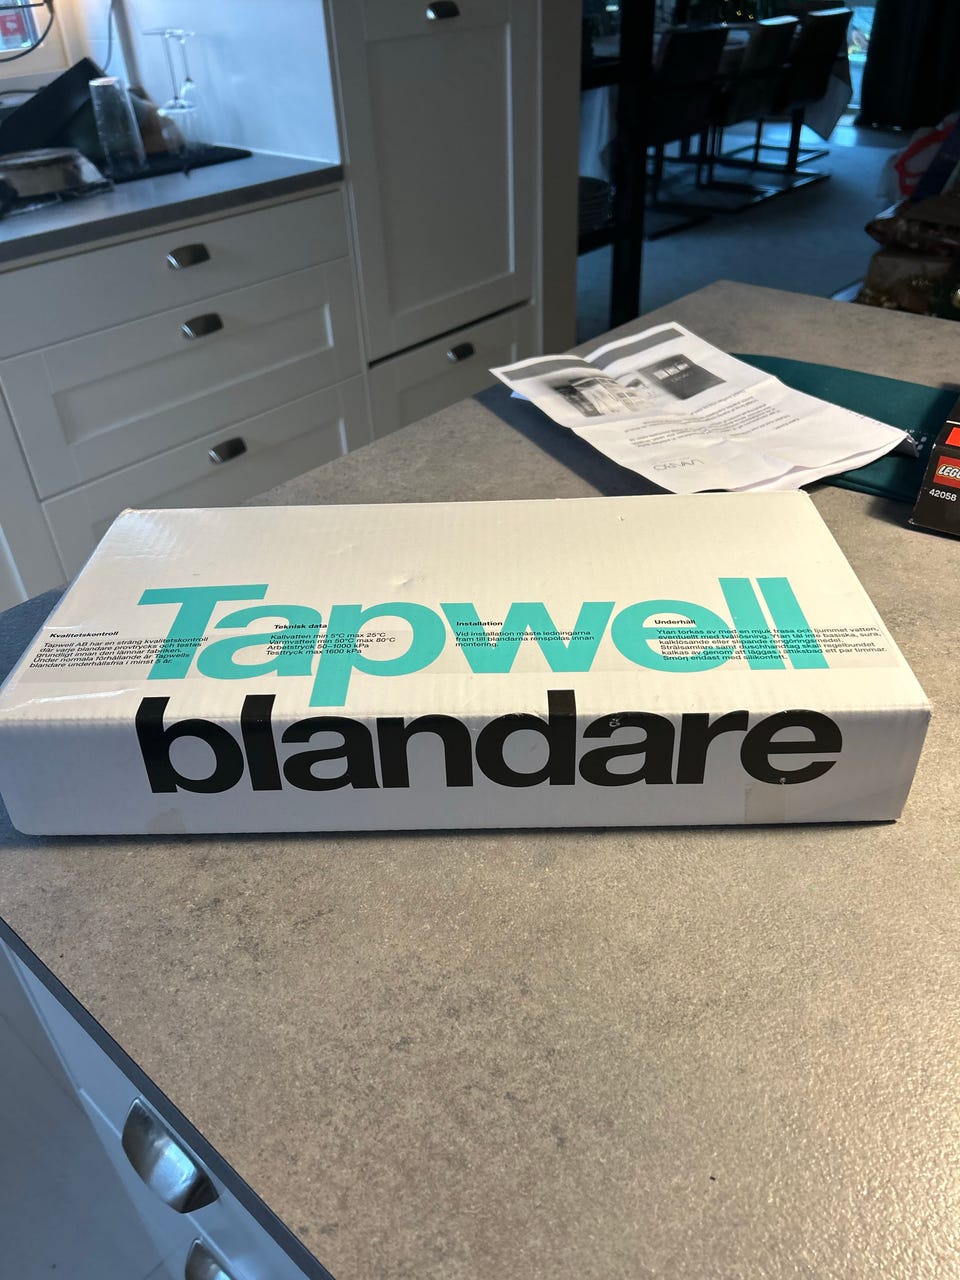 LEGO
42058
Tapwell
Kvalitetskontroll
Tapwell AB har en sträng kvalitetskontroll
där varje blandare provtrycks och testas
grundligt innan den lämnar fabriken.
Under normala förhållanden är Tapwells
blandare underhållsfria i minst 5 år.
Teknisk data
Kallvatten min 5°C max 25°C
Varmvatten min 50°C max 80°C
Arbetstryck 50–1000 kPa
Testtryck max 1600 kPa
Installation
Vid installation måste ledningarna
fram till blandarna renspolas innan
montering.
Underhåll
Ytan torkas av med en mjuk trasa och ljummet vatten,
eventuellt med tvållösning. Ytan tål inte basiska, sura,
kalklösande eller slipande rengöringsmedel.
Strålsamlare samt duschhandtag skall regelbundet
kalkas av genom att läggas i ättiksbad ett par timmar.
Smörj endast med silikonfett.
blandare